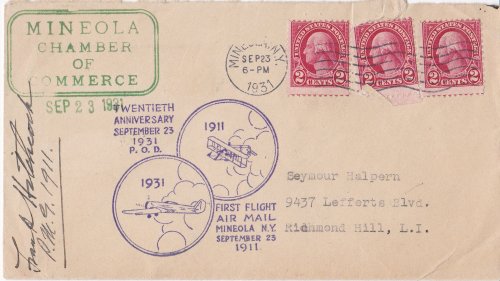 MINEOLA
CHAMBER
OF
COMMERCE
SEP 23 1931
MINEOLA, N.Y.
SEP 23
6-PM
1931
UNITED STATES POSTAGE
2 CENTS 2
UNITED STATES POSTAGE
2 CENTS 2
UNITED STATES POSTAGE
2 CENTS 2
TWENTIETH
ANNIVERSARY
SEPTEMBER 23
1931
P.O.D.
1911
1931
FIRST FLIGHT
AIR MAIL
MINEOLA N.Y.
SEPTEMBER 23
1911
Frank Hitchcock
P.M.G. 1911.
Seymour Halpern
9437 Lefferts Blvd.
Richmond Hill, L.I.